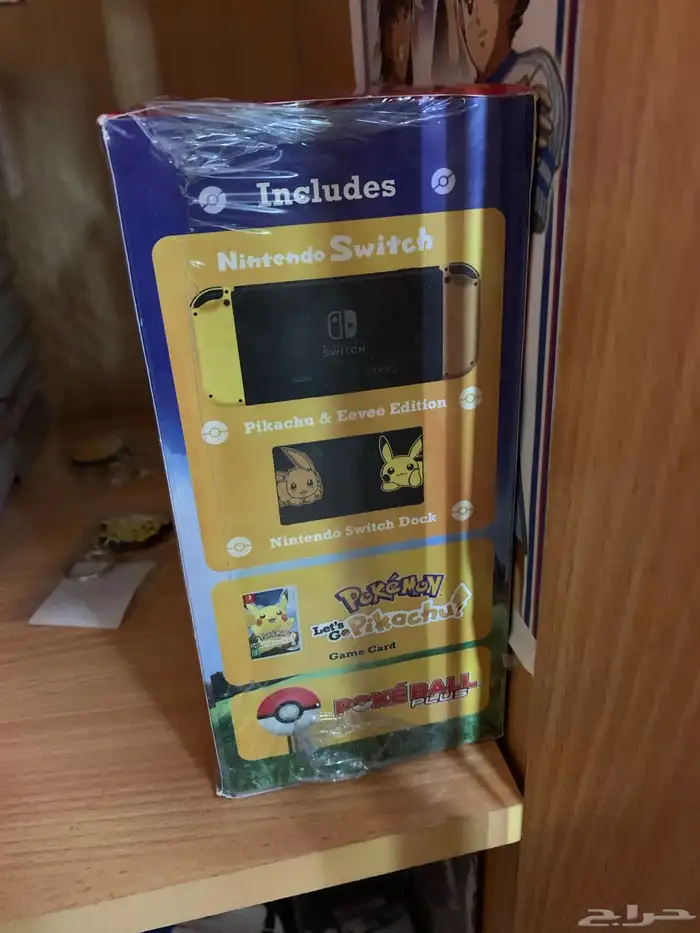 Includes
Nintendo Switch
NINTENDO
SWITCH
Pikachu & Eevee Edition
Nintendo Switch Dock
POKéMON
Let's Go Pikachu!
Game Card
POKé BALL
PLUS
حراج